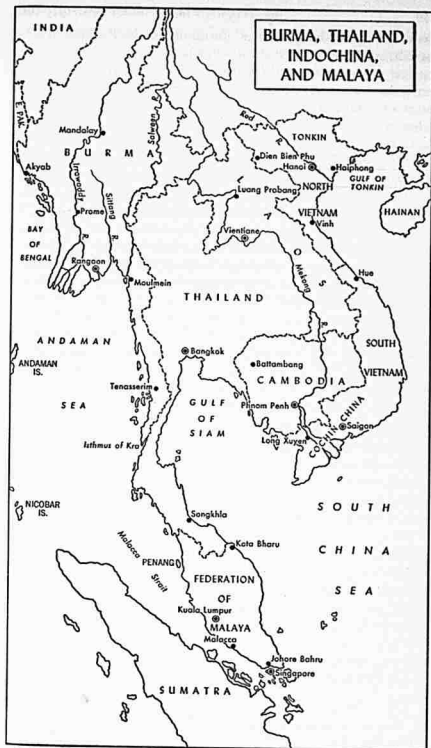 BURMA, THAILAND,
INDOCHINA,
AND MALAYA
INDIA
E. PAK.
Mandalay
Salween R.
Red R.
TONKIN
BURMA
Dien Bien Phu
Hanoi
Haiphong
Akyab
Irrawaddy R.
Sittang R.
Luang Probang
NORTH
VIETNAM
GULF OF
TONKIN
HAINAN
Prome
LAOS
Vinh
BAY
OF
BENGAL
Vientiane
Rangoon
Moulmein
Mekong R.
Hue
THAILAND
ANDAMAN
SEA
ANDAMAN
IS.
Bangkok
Battambang
CAMBODIA
SOUTH
VIETNAM
Tenasserim
GULF
OF
SIAM
Phnom Penh
COCHIN CHINA
Saigon
Long Xuyen
Isthmus of Kra
NICOBAR
IS.
SOUTH
CHINA
SEA
Songkhla
Kota Bharu
Malacca
Strait
PENANG
FEDERATION
OF
MALAYA
Kuala Lumpur
Malacca
Johore Bahru
Singapore
SUMATRA